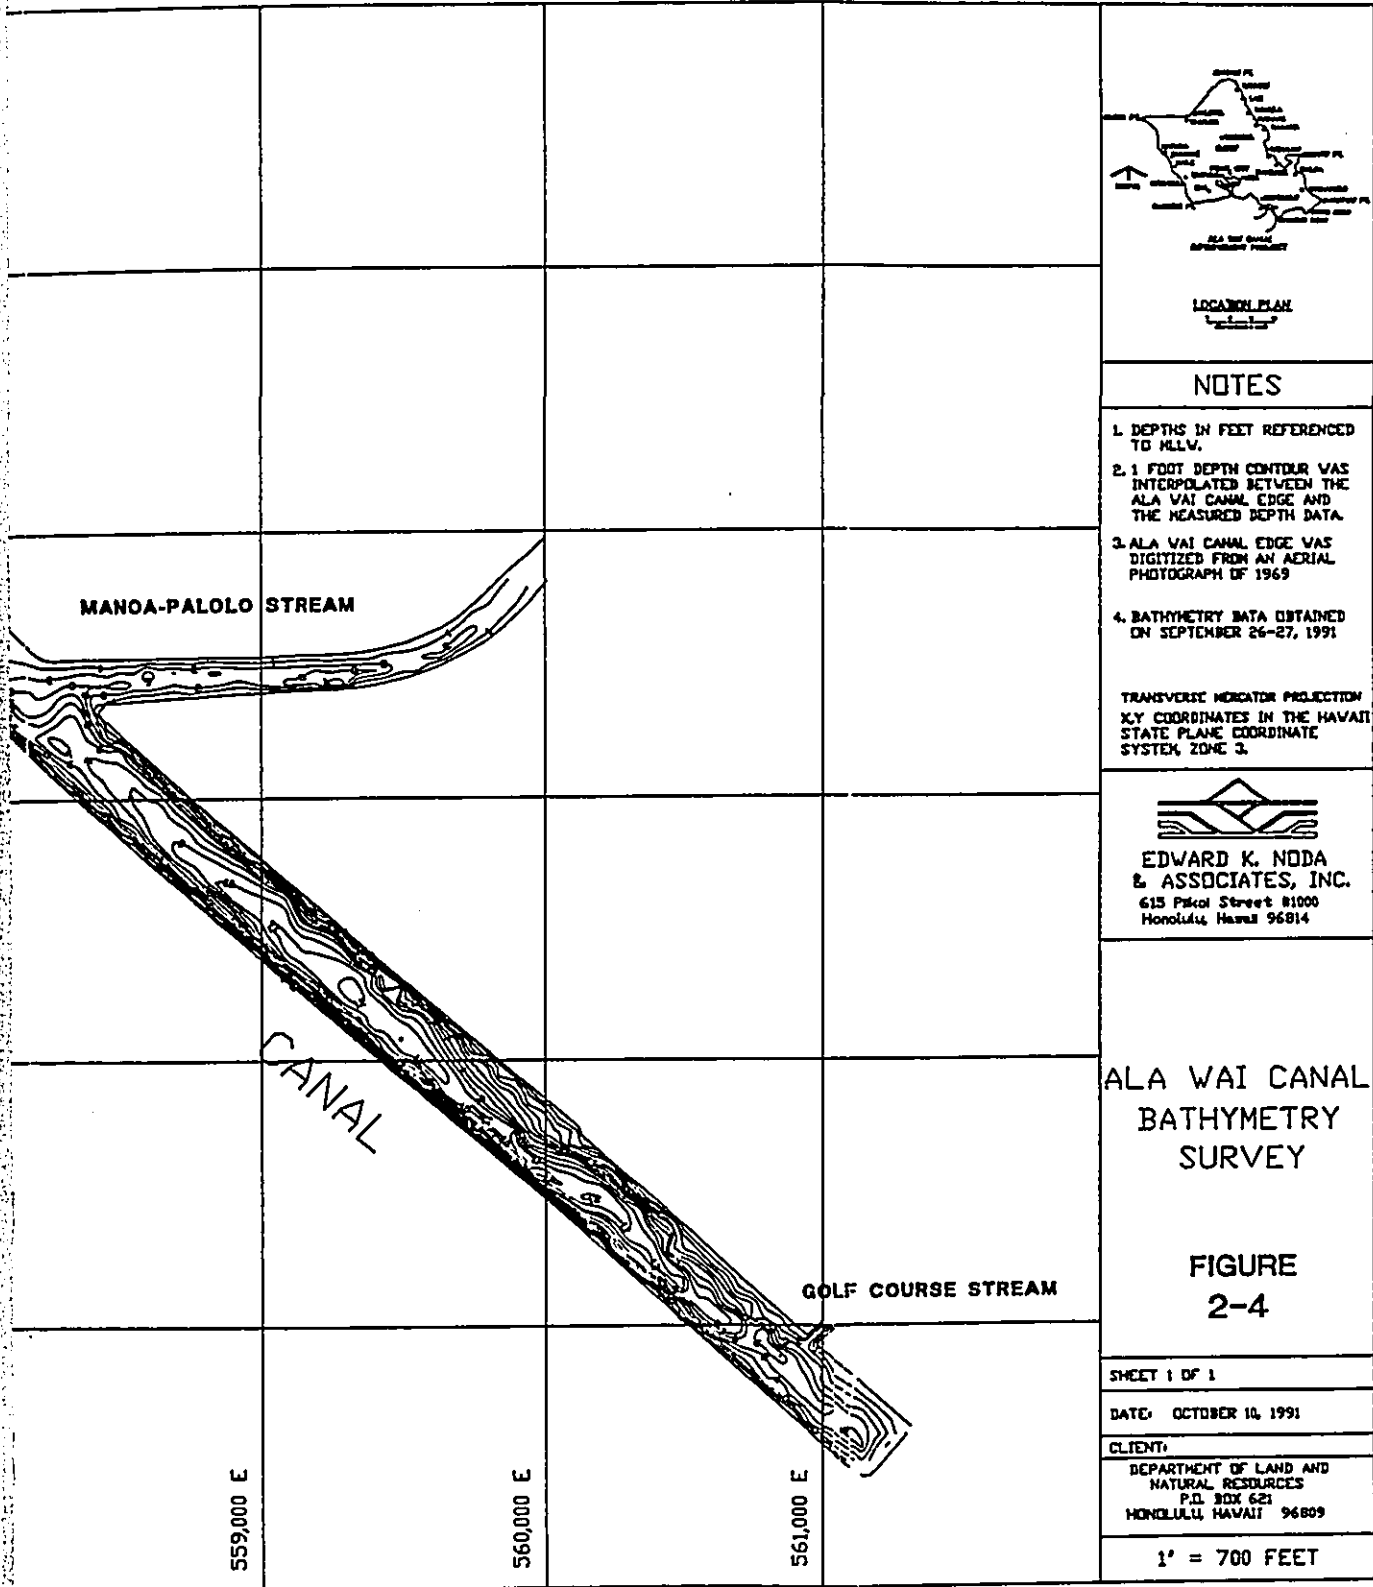 MANOA-PALOLO STREAM
CANAL
GOLF COURSE STREAM
559,000 E
560,000 E
561,000 E
ALA WAI CANAL
LOCATION PLAN
NOTES
1. DEPTHS IN FEET REFERENCED
TO MLLW.
2. 1 FOOT DEPTH CONTOUR WAS
INTERPOLATED BETWEEN THE
ALA WAI CANAL EDGE AND
THE MEASURED DEPTH DATA.
3. ALA WAI CANAL EDGE WAS
DIGITIZED FROM AN AERIAL
PHOTOGRAPH OF 1969
4. BATHYMETRY DATA OBTAINED
ON SEPTEMBER 26-27, 1991
TRANSVERSE MERCATOR PROJECTION
X,Y COORDINATES IN THE HAWAII
STATE PLANE COORDINATE
SYSTEM, ZONE 3.
EDWARD K. NODA
& ASSOCIATES, INC.
615 Piikoi Street #1000
Honolulu, Hawaii 96814
ALA WAI CANAL
BATHYMETRY
SURVEY
FIGURE
2-4
SHEET 1 OF 1
DATE: OCTOBER 10, 1991
CLIENT:
DEPARTMENT OF LAND AND
NATURAL RESOURCES
P.O. BOX 621
HONOLULU, HAWAII 96809
1" = 700 FEET